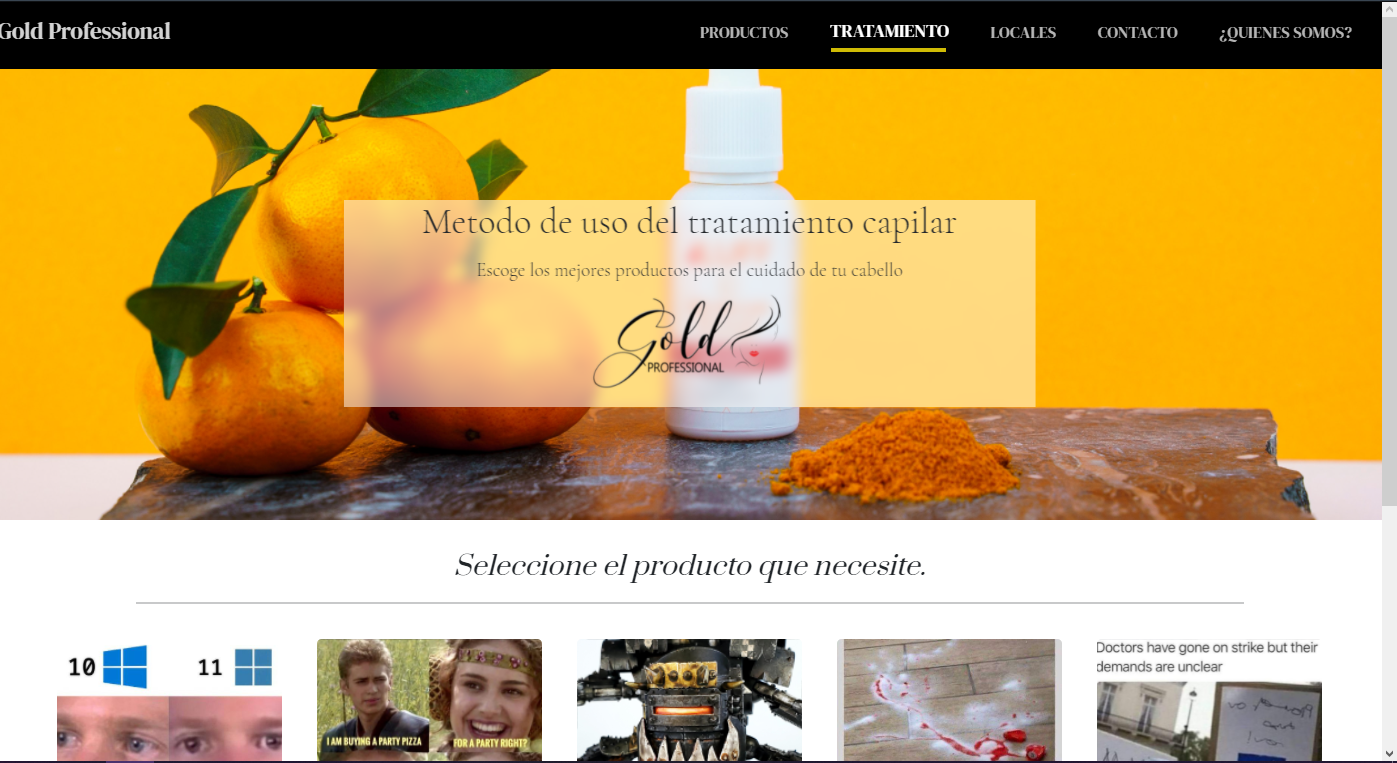 Gold Professional
PRODUCTOS
TRATAMIENTO
LOCALES
CONTACTO
¿QUIENES SOMOS?
Metodo de uso del tratamiento capilar
Escoge los mejores productos para el cuidado de tu cabello
Gold
PROFESSIONAL
Seleccione el producto que necesite.
10
11
I AM BUYING A PARTY PIZZA
FOR A PARTY RIGHT?
Doctors have gone on strike but their
demands are unclear